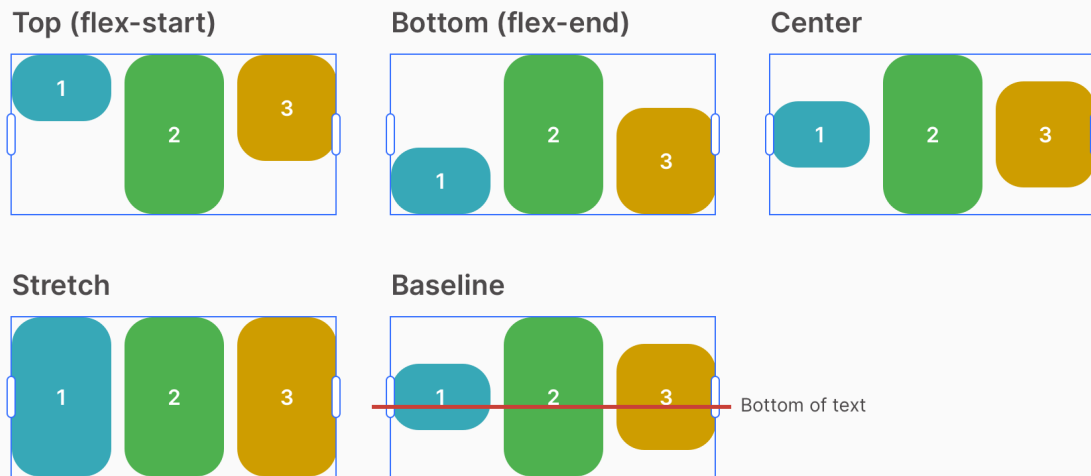 Top (flex-start)
Bottom (flex-end)
Center
1
2
3
1
2
3
1
2
3
Stretch
Baseline
1
2
3
1
2
3
Bottom of text